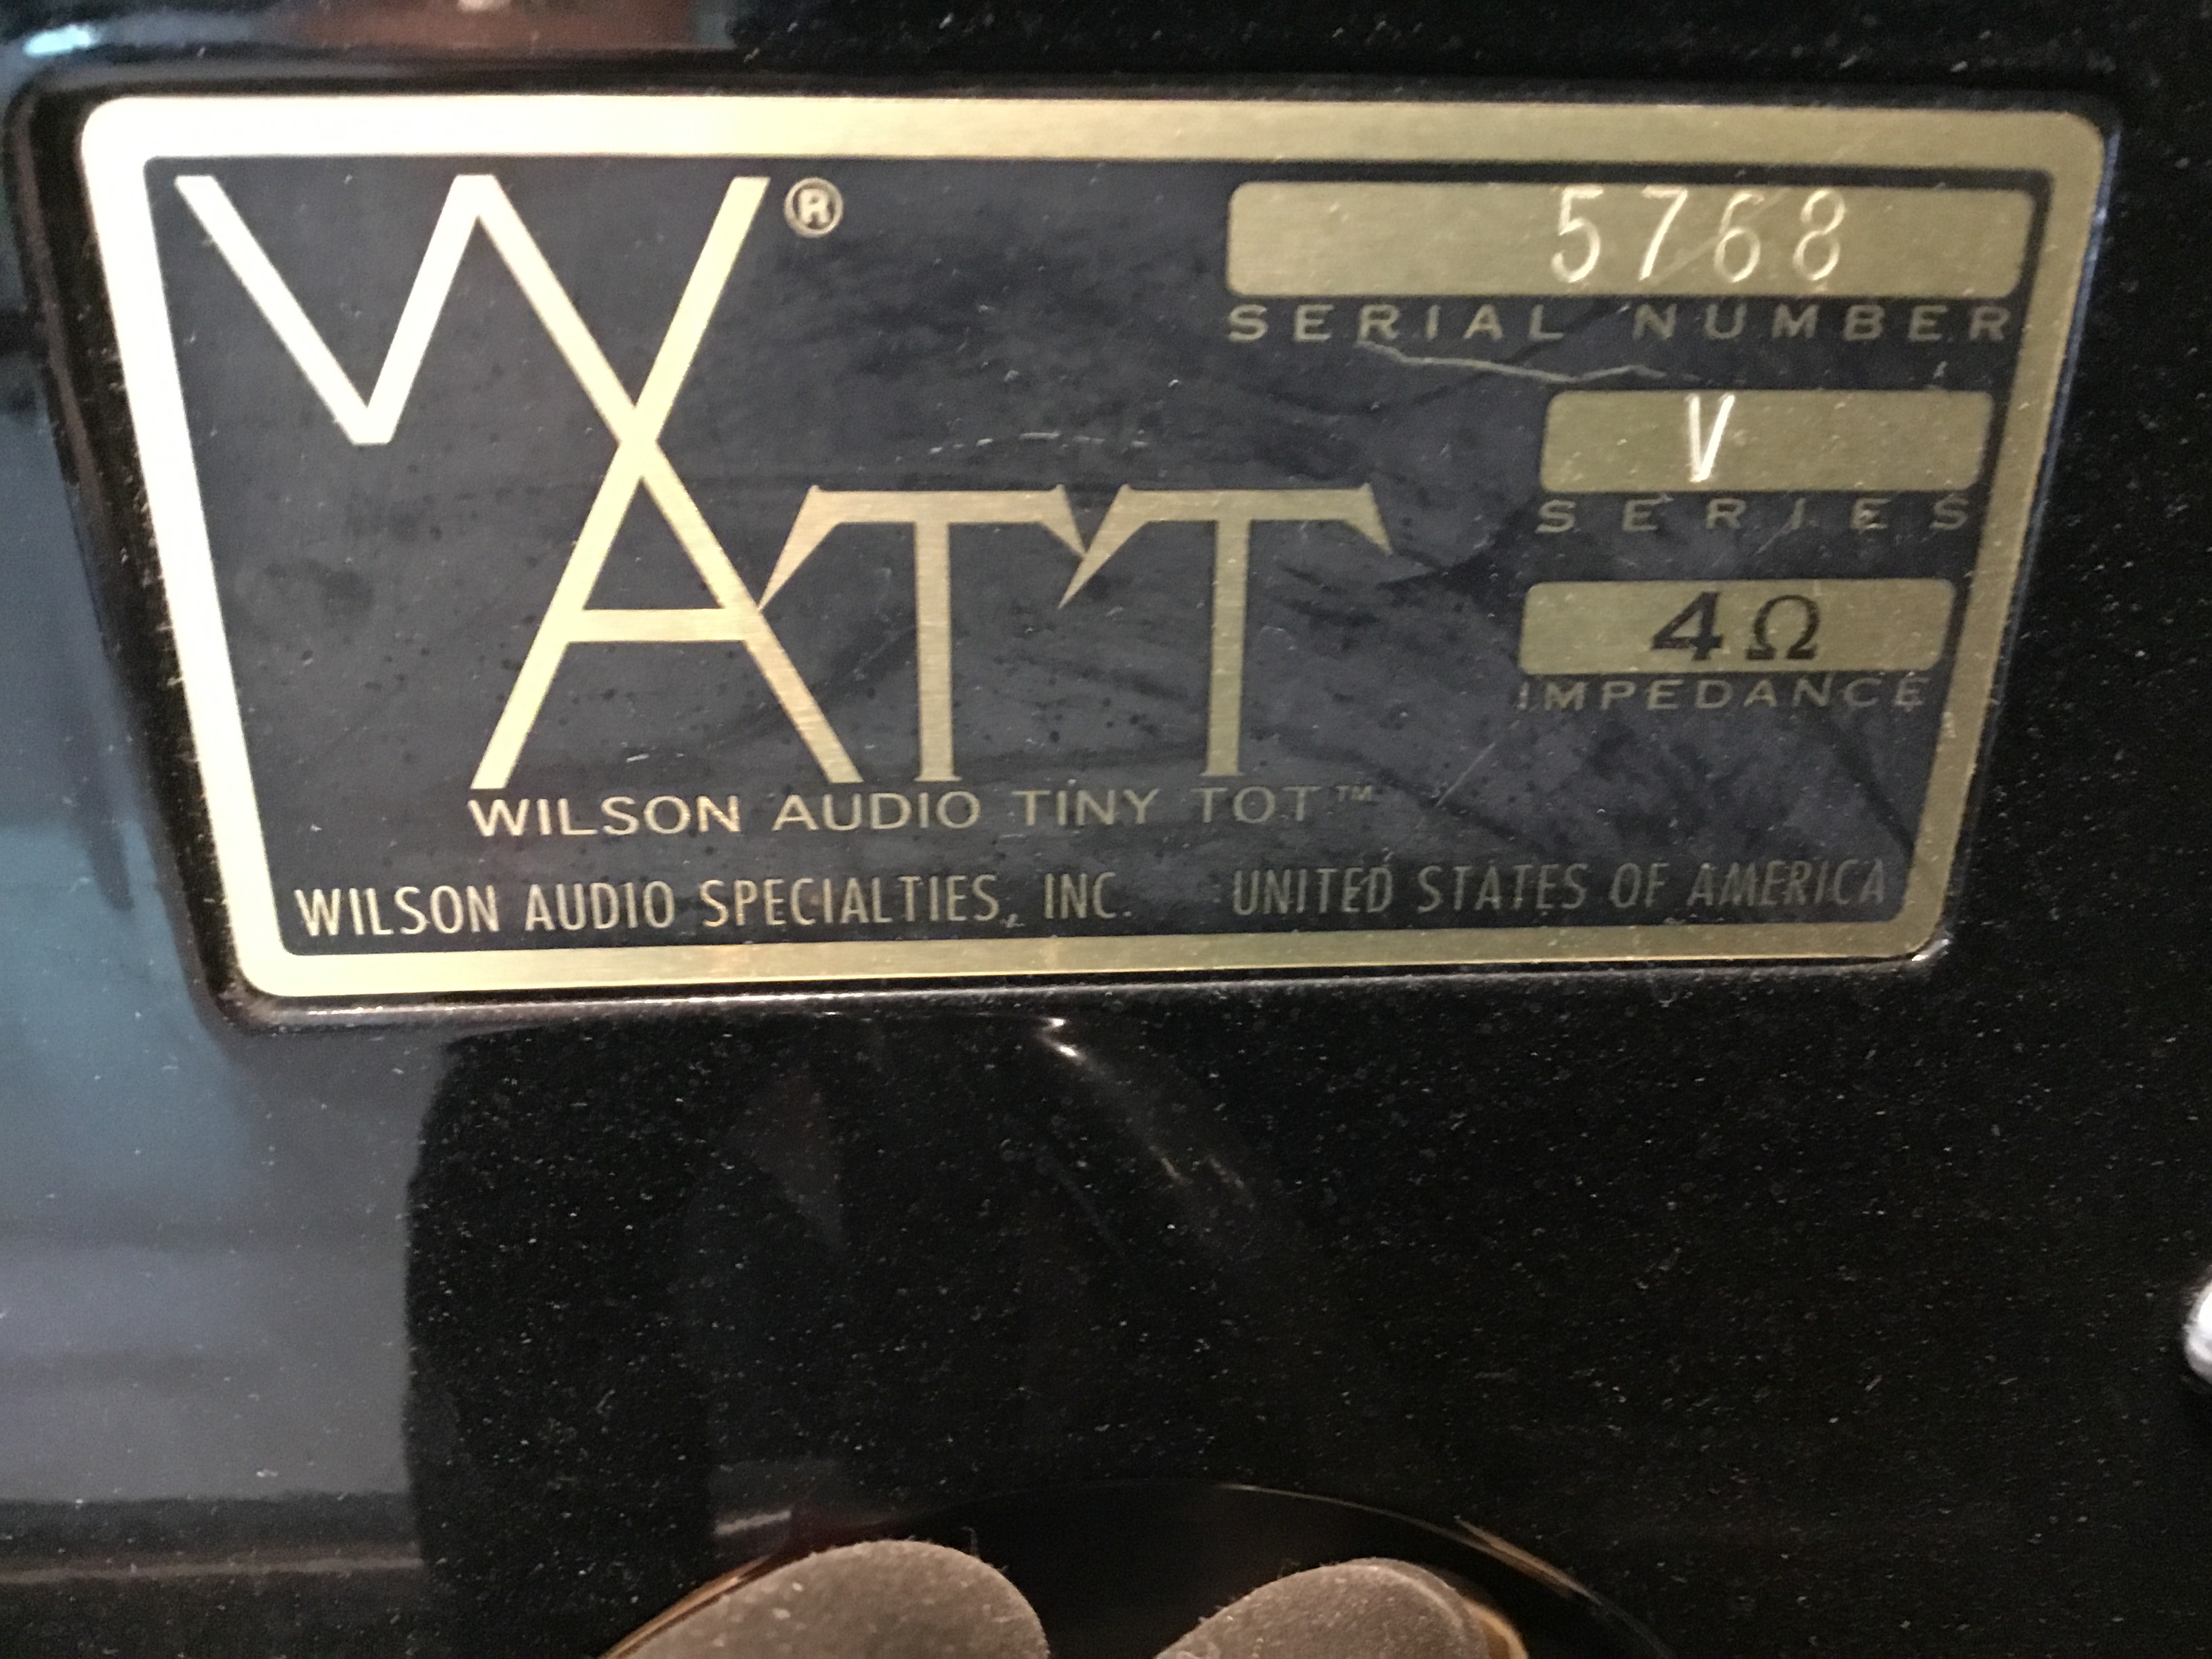 WATT®
5768
SERIAL NUMBER
V
SERIES
4Ω
IMPEDANCE
WILSON AUDIO TINY TOT™
WILSON AUDIO SPECIALTIES, INC. UNITED STATES OF AMERICA